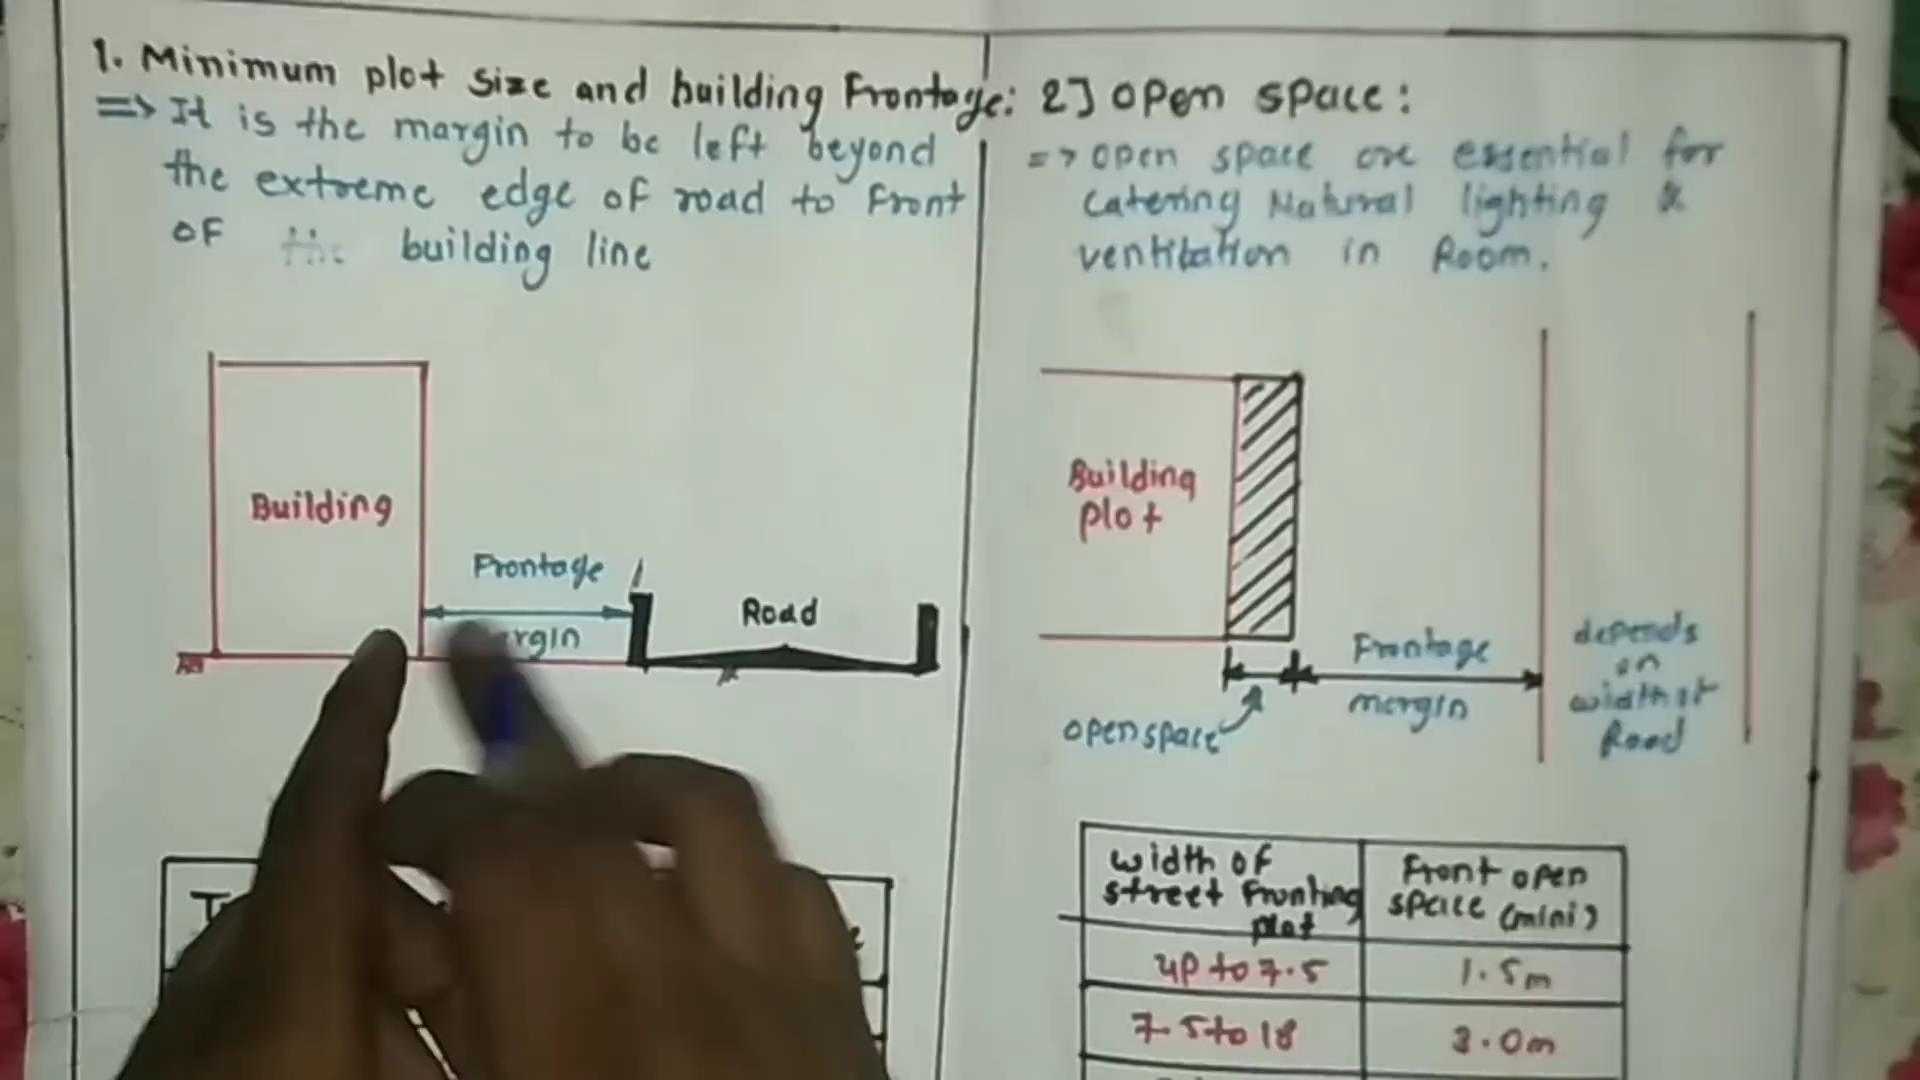 1. Minimum plot size and building Frontage:
=> It is the margin to be left beyond
the extreme edge of road to Front
of the building line
Building
Frontage
Road
2] open space:
=> open space are essential for
catering Natural lighting &
ventilation in Room.
Building
plot
open space
Frontage
margin
depends
on
width of
Road
width of
street Fronting
plot
Front open
space (mini)
up to 7.5
1.5m
7.5 to 18
3.0m